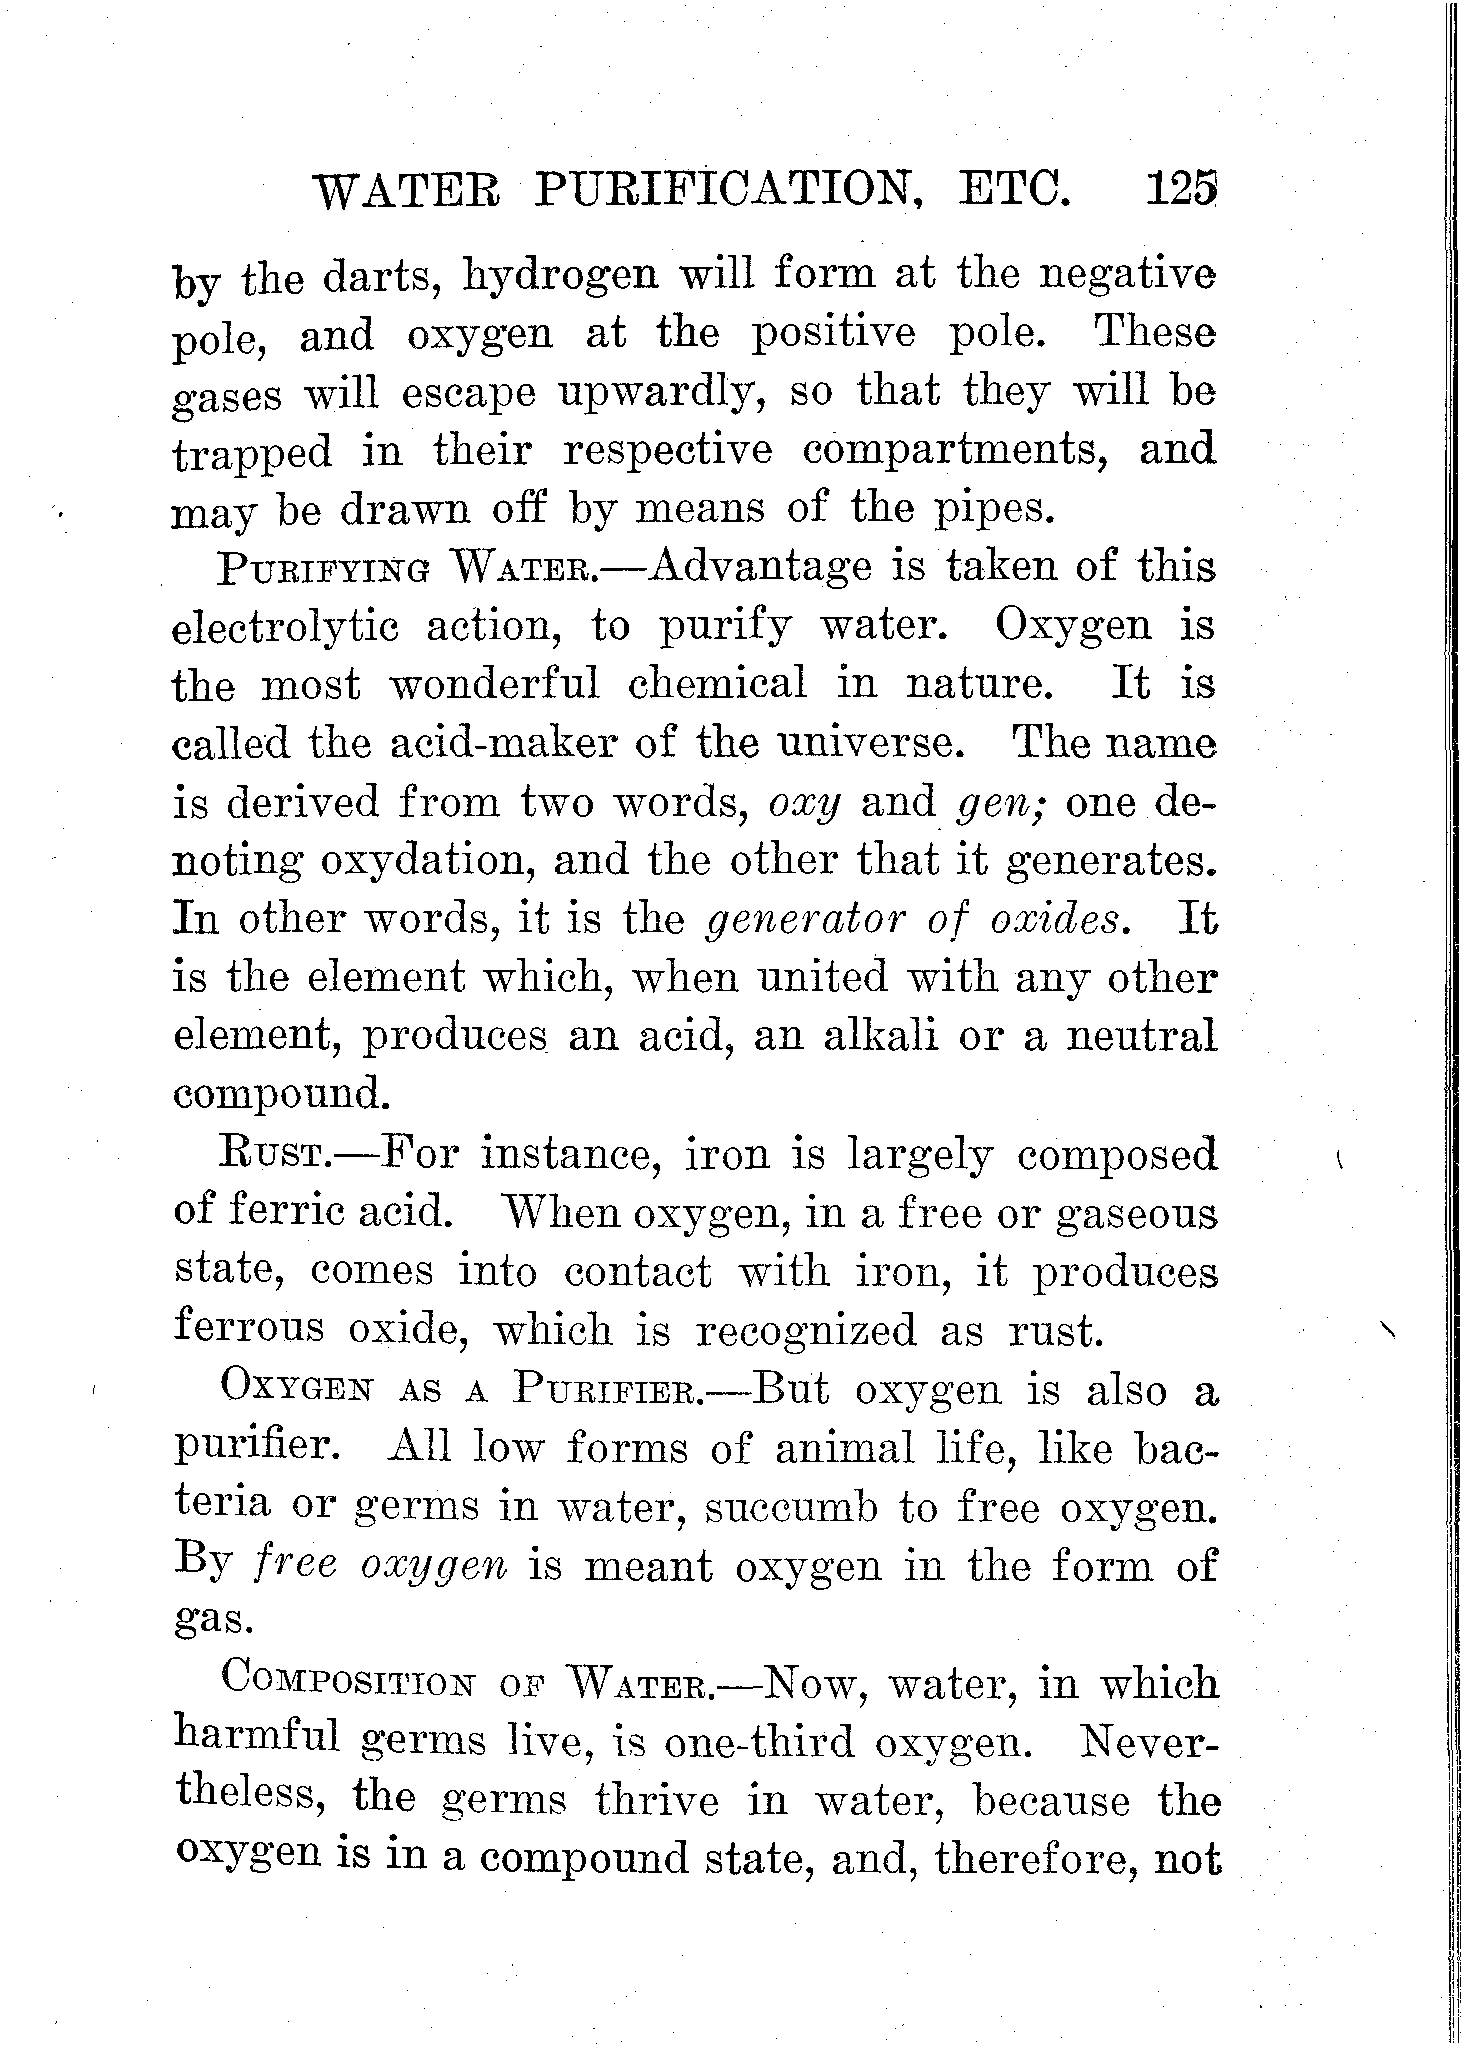 WATER PURIFICATION, ETC. 125
by the darts, hydrogen will form at the negative
pole, and oxygen at the positive pole. These
gases will escape upwardly, so that they will be
trapped in their respective compartments, and
may be drawn off by means of the pipes.
PURIFYING WATER.—Advantage is taken of this
electrolytic action, to purify water. Oxygen is
the most wonderful chemical in nature. It is
called the acid-maker of the universe. The name
is derived from two words, oxy and gen; one de-
noting oxydation, and the other that it generates.
In other words, it is the generator of oxides. It
is the element which, when united with any other
element, produces an acid, an alkali or a neutral
compound.
RUST.—For instance, iron is largely composed
of ferric acid. When oxygen, in a free or gaseous
state, comes into contact with iron, it produces
ferrous oxide, which is recognized as rust.
OXYGEN AS A PURIFIER.—But oxygen is also a
purifier. All low forms of animal life, like bac-
teria or germs in water, succumb to free oxygen.
By free oxygen is meant oxygen in the form of
gas.
COMPOSITION OF WATER.—Now, water, in which
harmful germs live, is one-third oxygen. Never-
theless, the germs thrive in water, because the
oxygen is in a compound state, and, therefore, not